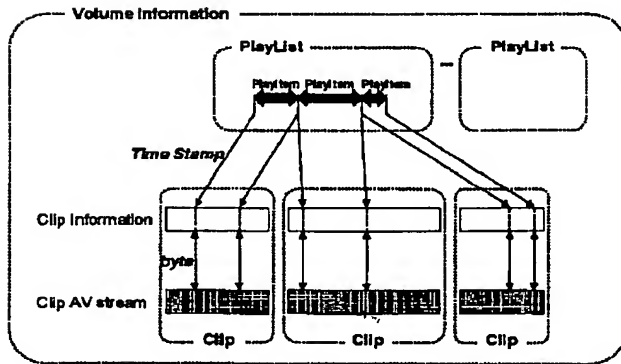 Volume Information
PlayList
PlayList
PlayItem PlayItem PlayItem
Time Stamp
Clip Information
byte
Clip AV stream
Clip
Clip
Clip